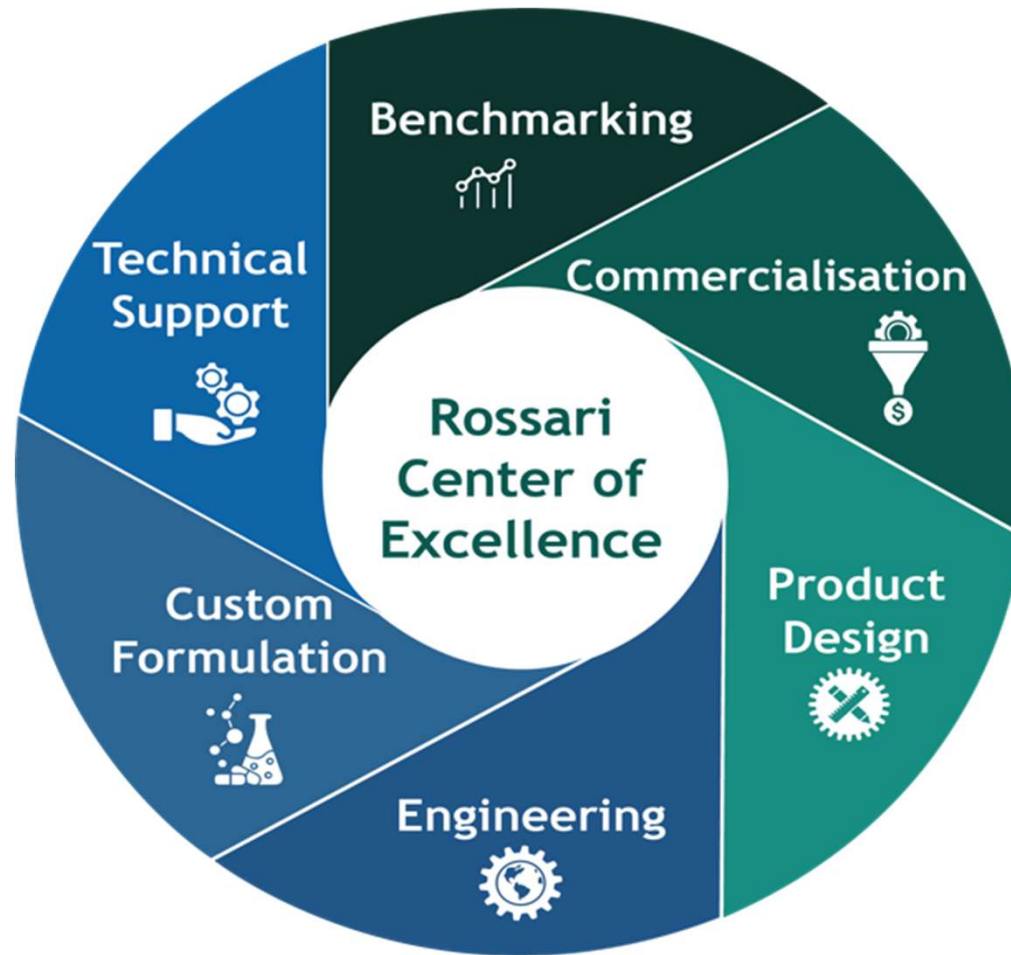 Benchmarking
Commercialisation
Product
Design
Engineering
Custom
Formulation
Technical
Support
Rossari
Center of
Excellence
$